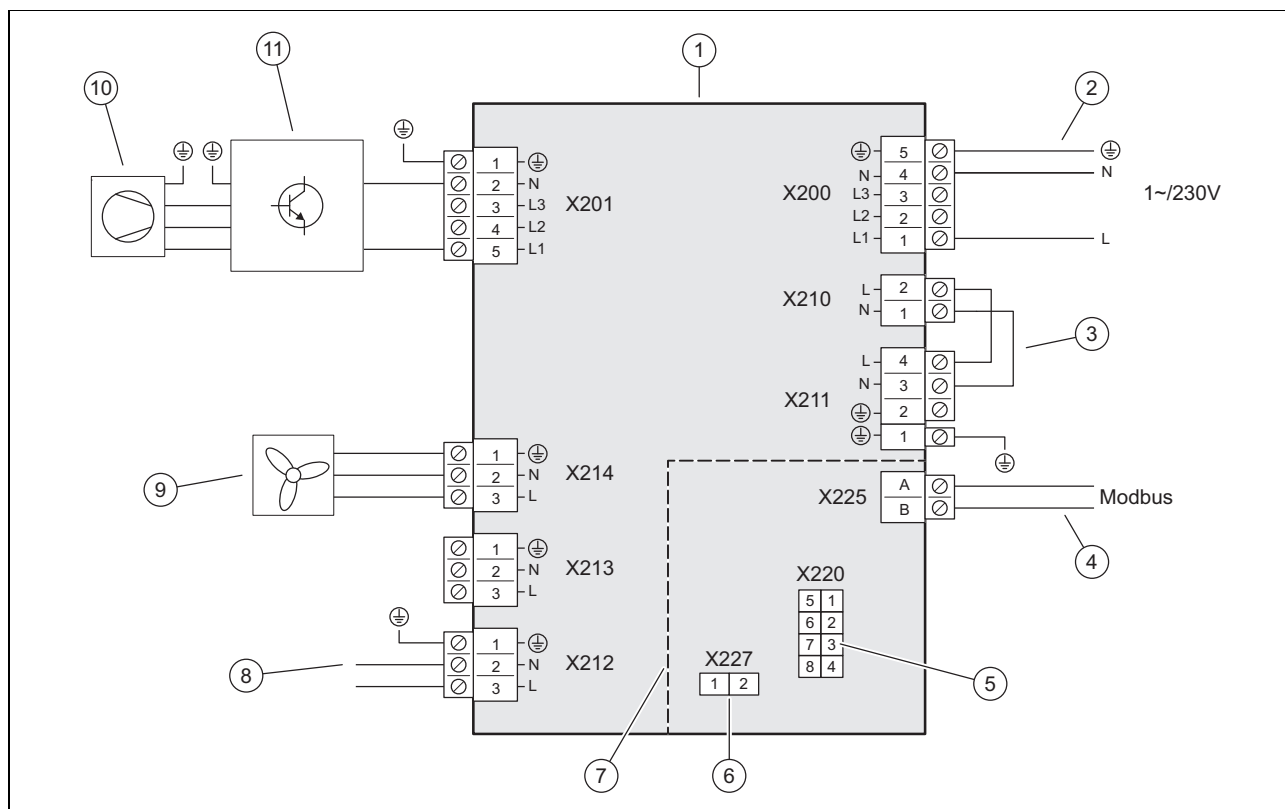 11
1
10
2
1
2 N
3 L3
4 L2
5 L1
X201
X200
5
N 4
L3 3
L2 2
L1 1
N
1~/230V
L
X210
L 2
N 1
3
X211
L 4
N 3
2
1
9
1
2 N
3 L
X214
X225
A
B
Modbus
4
1
2 N
3 L
X213
X220
5 1
6 2
7 3
8 4
5
8
1
2 N
3 L
X212
X227
1 2
7
6